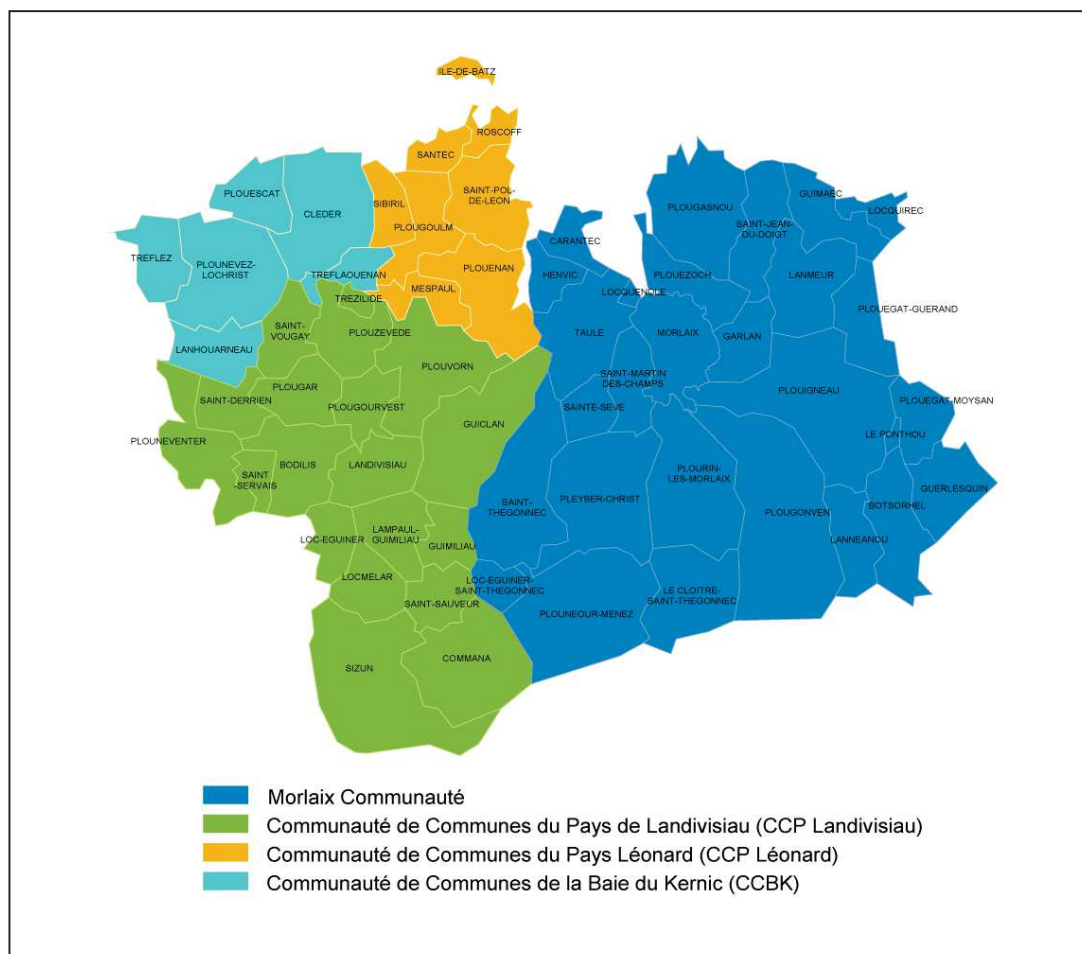 ILE-DE-BATZ
ROSCOFF
SANTEC
SAINT-POL-
DE-LEON
SIBIRIL
PLOUGOULM
PLOUESCAT
CLEDER
TREFLEZ
PLOUNEVEZ-
LOCHRIST
TREFLAOUENAN
PLOUENAN
MESPAUL
TREZILIDE
LANHOUARNEAU
SAINT-
VOUGAY
PLOUZEVEDE
PLOUVORN
PLOUGAR
SAINT-DERRIEN
PLOUGOURVEST
GUICLAN
PLOUNEVENTER
SAINT
-SERVAIS
BODILIS
LANDIVISIAU
LOC-EGUINER
LAMPAUL-
GUIMILIAU
GUIMILIAU
LOCMELAR
SAINT-SAUVEUR
SIZUN
COMMANA
CARANTEC
HENVIC
LOCQUENOLE
TAULE
PLOUGASNOU
SAINT-JEAN-
DU-DOIGT
GUIMAEC
LOCQUIREC
PLOUEZOCH
LANMEUR
PLOUEGAT-GUERAND
MORLAIX
GARLAN
SAINT-MARTIN
DES-CHAMPS
SAINTE-SEVE
PLOUIGNEAU
PLOUEGAT-MOYSAN
LE PONTHOU
GUERLESQUIN
BOTSORHEL
LANNEANOU
PLOUGONVEN
PLOURIN-
LES-MORLAIX
PLEYBER-CHRIST
SAINT-
THEGONNEC
LOC-EGUINER-
SAINT-THEGONNEC
PLOUNEOUR-MENEZ
LE CLOITRE-
SAINT-THEGONNEC
Morlaix Communauté
Communauté de Communes du Pays de Landivisiau (CCP Landivisiau)
Communauté de Communes du Pays Léonard (CCP Léonard)
Communauté de Communes de la Baie du Kernic (CCBK)